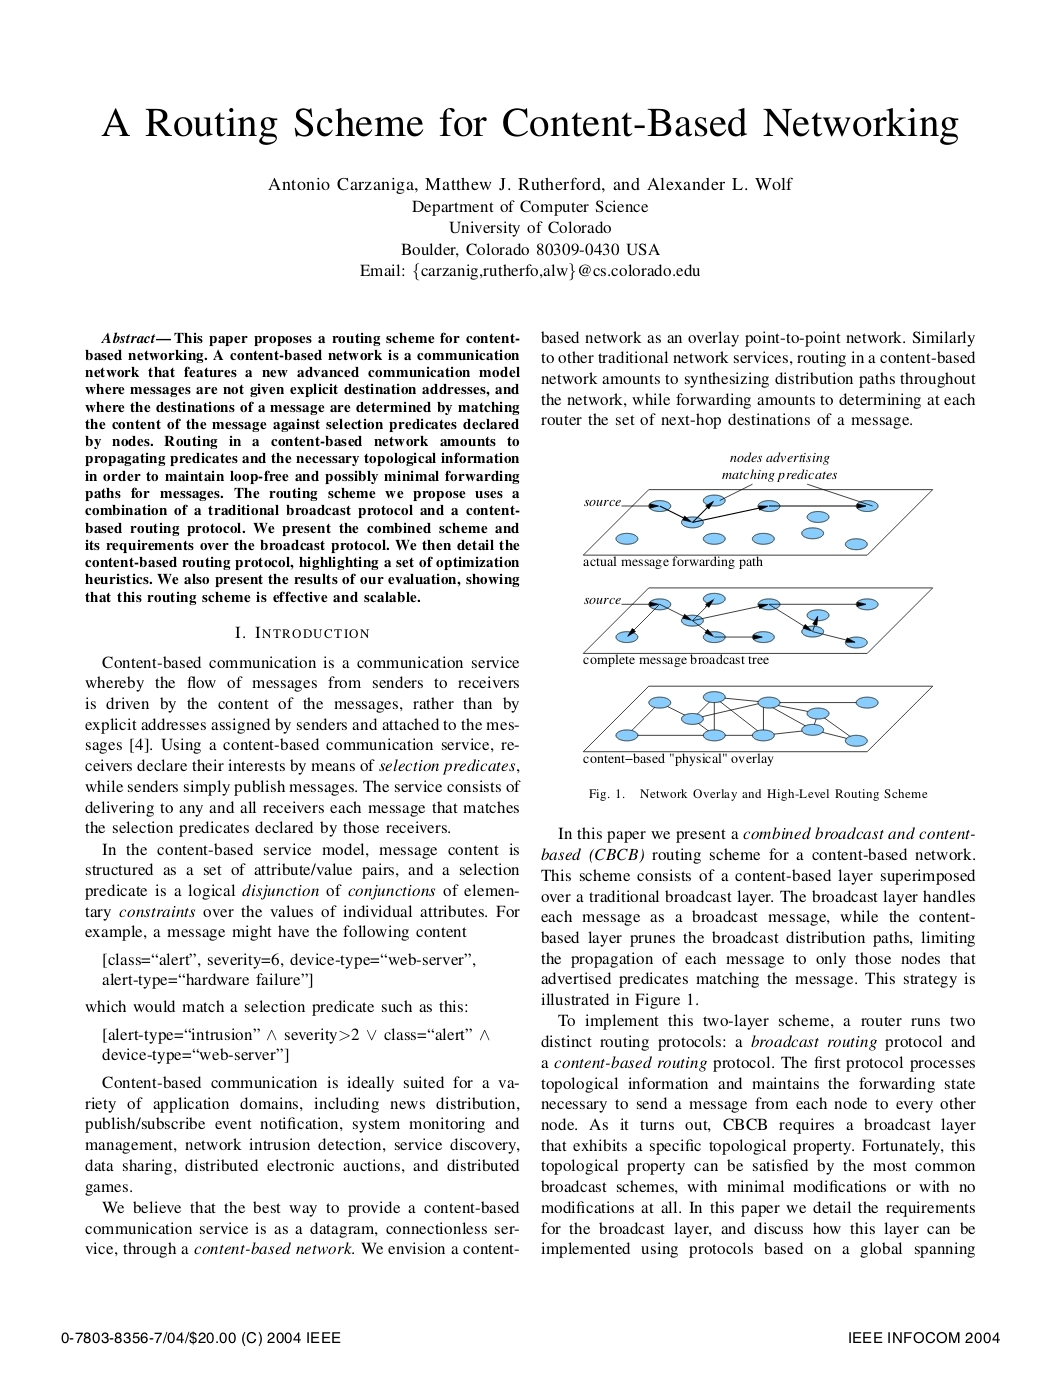 A Routing Scheme for Content-Based Networking
Antonio Carzaniga, Matthew J. Rutherford, and Alexander L. Wolf
Department of Computer Science
University of Colorado
Boulder, Colorado 80309-0430 USA
Email: {carzanig,rutherfo,alw}@cs.colorado.edu
Abstract— This paper proposes a routing scheme for content-
based networking. A content-based network is a communication
network that features a new advanced communication model
where messages are not given explicit destination addresses, and
where the destinations of a message are determined by matching
the content of the message against selection predicates declared
by nodes. Routing in a content-based network amounts to
propagating predicates and the necessary topological information
in order to maintain loop-free and possibly minimal forwarding
paths for messages. The routing scheme we propose uses a
combination of a traditional broadcast protocol and a content-
based routing protocol. We present the combined scheme and
its requirements over the broadcast protocol. We then detail the
content-based routing protocol, highlighting a set of optimization
heuristics. We also present the results of our evaluation, showing
that this routing scheme is effective and scalable.
I. INTRODUCTION
Content-based communication is a communication service
whereby the flow of messages from senders to receivers
is driven by the content of the messages, rather than by
explicit addresses assigned by senders and attached to the mes-
sages [4]. Using a content-based communication service, re-
ceivers declare their interests by means of selection predicates,
while senders simply publish messages. The service consists of
delivering to any and all receivers each message that matches
the selection predicates declared by those receivers.
In the content-based service model, message content is
structured as a set of attribute/value pairs, and a selection
predicate is a logical disjunction of conjunctions of elemen-
tary constraints over the values of individual attributes. For
example, a message might have the following content
[class=“alert”, severity=6, device-type=“web-server”,
alert-type=“hardware failure”]
which would match a selection predicate such as this:
[alert-type=“intrusion” ∧ severity>2 ∨ class=“alert” ∧
device-type=“web-server”]
Content-based communication is ideally suited for a va-
riety of application domains, including news distribution,
publish/subscribe event notification, system monitoring and
management, network intrusion detection, service discovery,
data sharing, distributed electronic auctions, and distributed
games.
We believe that the best way to provide a content-based
communication service is as a datagram, connectionless ser-
vice, through a content-based network. We envision a content-
based network as an overlay point-to-point network. Similarly
to other traditional network services, routing in a content-based
network amounts to synthesizing distribution paths throughout
the network, while forwarding amounts to determining at each
router the set of next-hop destinations of a message.
nodes advertising
matching predicates
source
actual message forwarding path
source
complete message broadcast tree
content−based "physical" overlay
Fig. 1. Network Overlay and High-Level Routing Scheme
In this paper we present a combined broadcast and content-
based (CBCB) routing scheme for a content-based network.
This scheme consists of a content-based layer superimposed
over a traditional broadcast layer. The broadcast layer handles
each message as a broadcast message, while the content-
based layer prunes the broadcast distribution paths, limiting
the propagation of each message to only those nodes that
advertised predicates matching the message. This strategy is
illustrated in Figure 1.
To implement this two-layer scheme, a router runs two
distinct routing protocols: a broadcast routing protocol and
a content-based routing protocol. The first protocol processes
topological information and maintains the forwarding state
necessary to send a message from each node to every other
node. As it turns out, CBCB requires a broadcast layer
that exhibits a specific topological property. Fortunately, this
topological property can be satisfied by the most common
broadcast schemes, with minimal modifications or with no
modifications at all. In this paper we detail the requirements
for the broadcast layer, and discuss how this layer can be
implemented using protocols based on a global spanning
0-7803-8356-7/04/$20.00 (C) 2004 IEEE
IEEE INFOCOM 2004